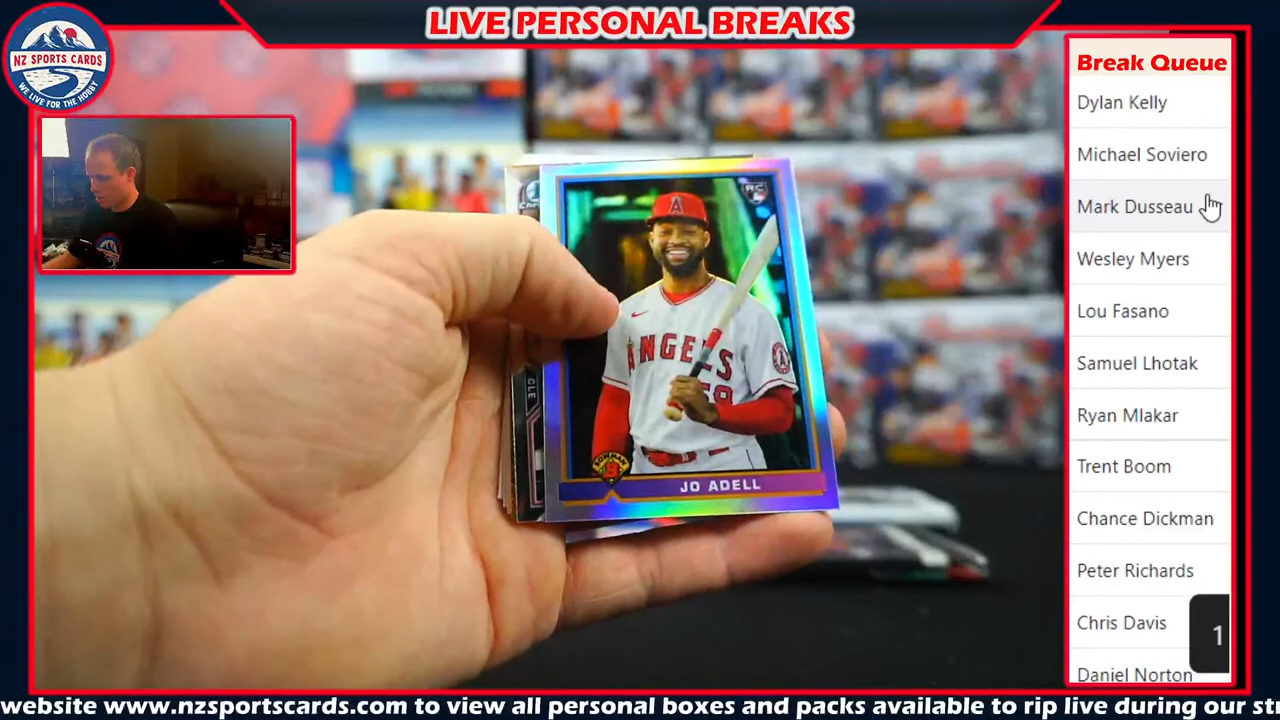 LIVE PERSONAL BREAKS
NZ SPORTS CARDS
WE LIVE FOR THE HOBBY
Break Queue
Dylan Kelly
Michael Soviero
Mark Dusseau
Wesley Myers
Lou Fasano
Samuel Lhotak
Ryan Mlakar
Trent Boom
Chance Dickman
Peter Richards
Chris Davis
1
Daniel Norton
RC
A
ANGELS
59
CLE
BOWMAN
B
JO ADELL
website www.nzsportscards.com to view all personal boxes and packs available to rip live during our st